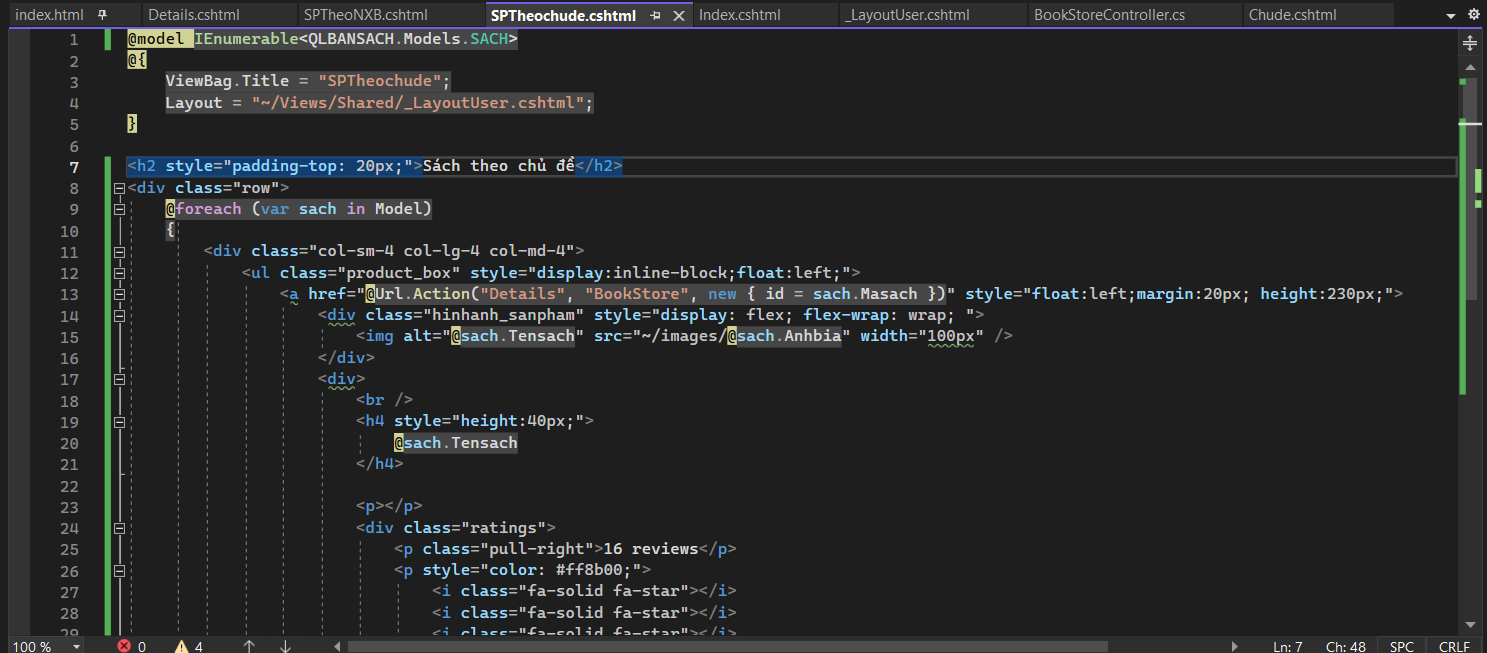 index.html Details.cshtml SPTheoNXB.cshtml SPTheochude.cshtml Index.cshtml _LayoutUser.cshtml BookStoreController.cs Chude.cshtml
1 @model IEnumerable<QLBANSACH.Models.SACH>
2 @{
3 ViewBag.Title = "SPTheochude";
4 Layout = "~/Views/Shared/_LayoutUser.cshtml";
5 }
6
7 <h2 style="padding-top: 20px;">Sách theo chủ đề</h2>
8 <div class="row">
9 @foreach (var sach in Model)
10 {
11 <div class="col-sm-4 col-lg-4 col-md-4">
12 <ul class="product_box" style="display:inline-block;float:left;">
13 <a href="@Url.Action("Details", "BookStore", new { id = sach.Masach })" style="float:left;margin:20px; height:230px;">
14 <div class="hinhanh_sanpham" style="display: flex; flex-wrap: wrap; ">
15 <img alt="@sach.Tensach" src="~/images/@sach.Anhbia" width="100px" />
16 </div>
17 <div>
18 <br />
19 <h4 style="height:40px;">
20 @sach.Tensach
21 </h4>
22
23 <p></p>
24 <div class="ratings">
25 <p class="pull-right">16 reviews</p>
26 <p style="color: #ff8b00;">
27 <i class="fa-solid fa-star"></i>
28 <i class="fa-solid fa-star"></i>
29 <i class="fa-solid fa-star"></i>
100 % 0 4 Ln: 7 Ch: 48 SPC CRLF